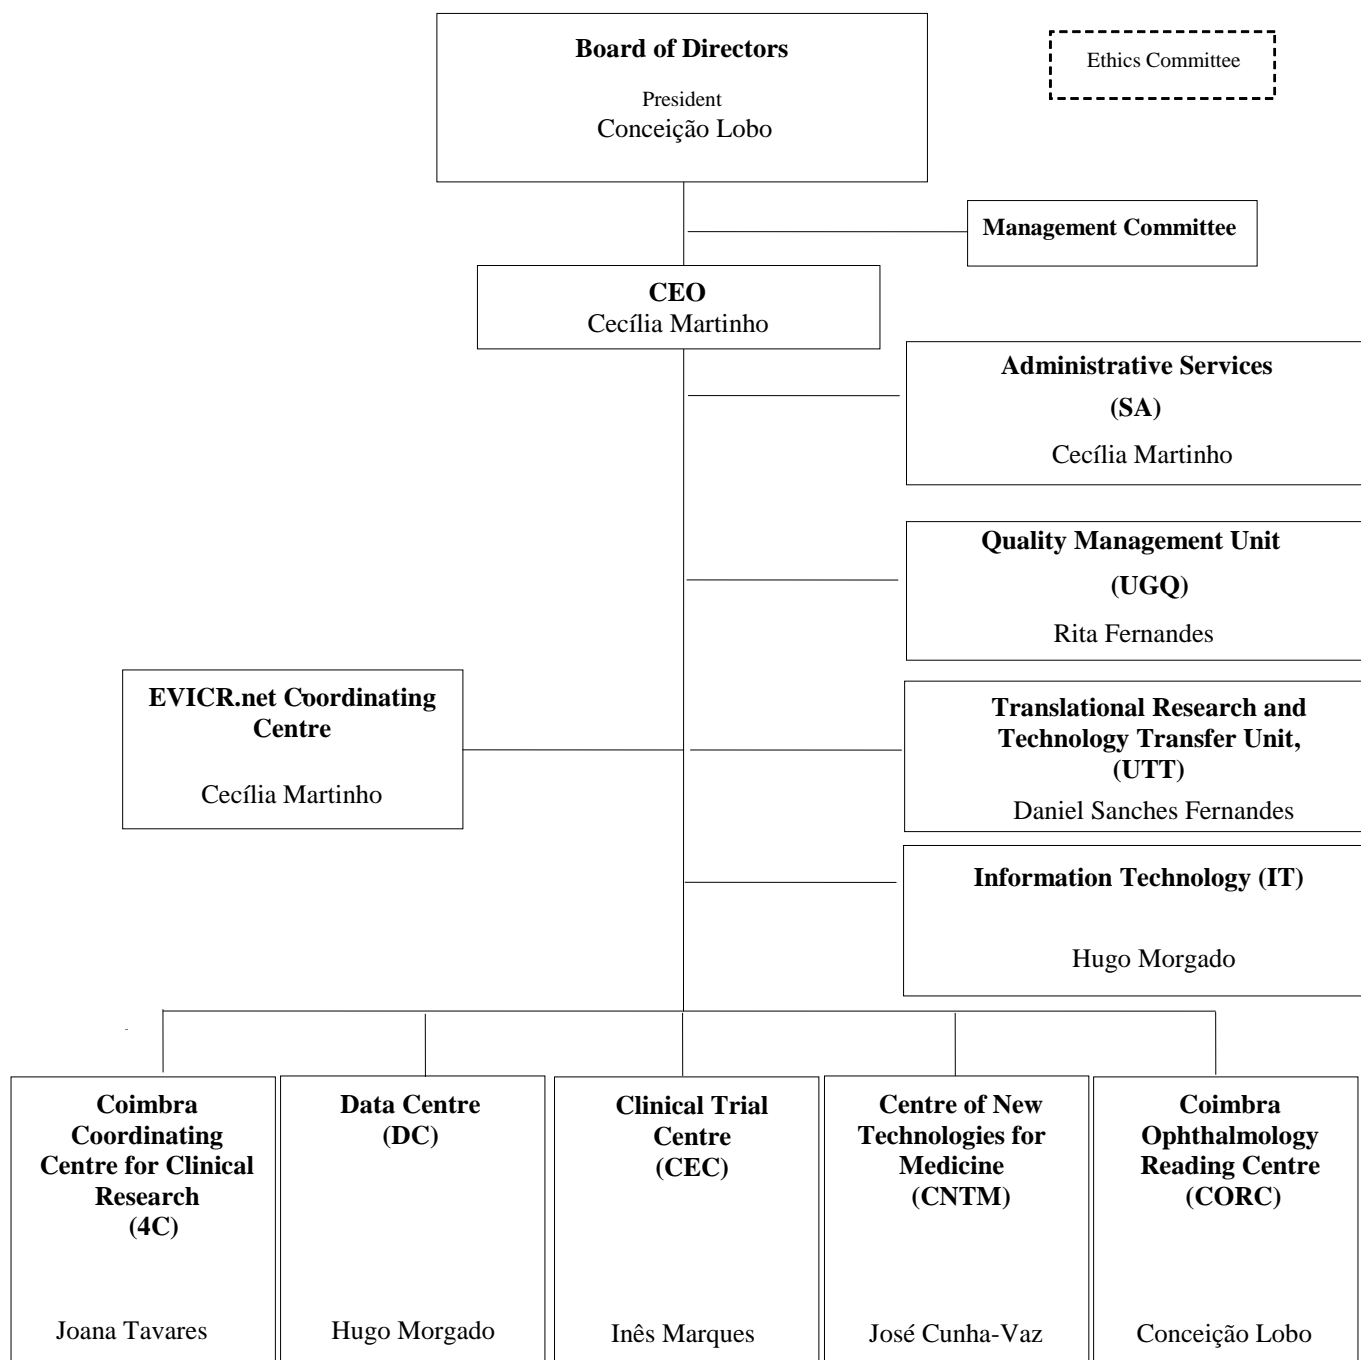 Board of Directors
President
Conceição Lobo
Ethics Committee
Management Committee
CEO
Cecília Martinho
Administrative Services
(SA)
Cecília Martinho
Quality Management Unit
(UGQ)
Rita Fernandes
EVICR.net Coordinating
Centre
Cecília Martinho
Translational Research and
Technology Transfer Unit,
(UTT)
Daniel Sanches Fernandes
Information Technology (IT)
Hugo Morgado
Coimbra
Coordinating
Centre for Clinical
Research
(4C)
Joana Tavares
Data Centre
(DC)
Hugo Morgado
Clinical Trial
Centre
(CEC)
Inês Marques
Centre of New
Technologies for
Medicine
(CNTM)
José Cunha-Vaz
Coimbra
Ophthalmology
Reading Centre
(CORC)
Conceição Lobo